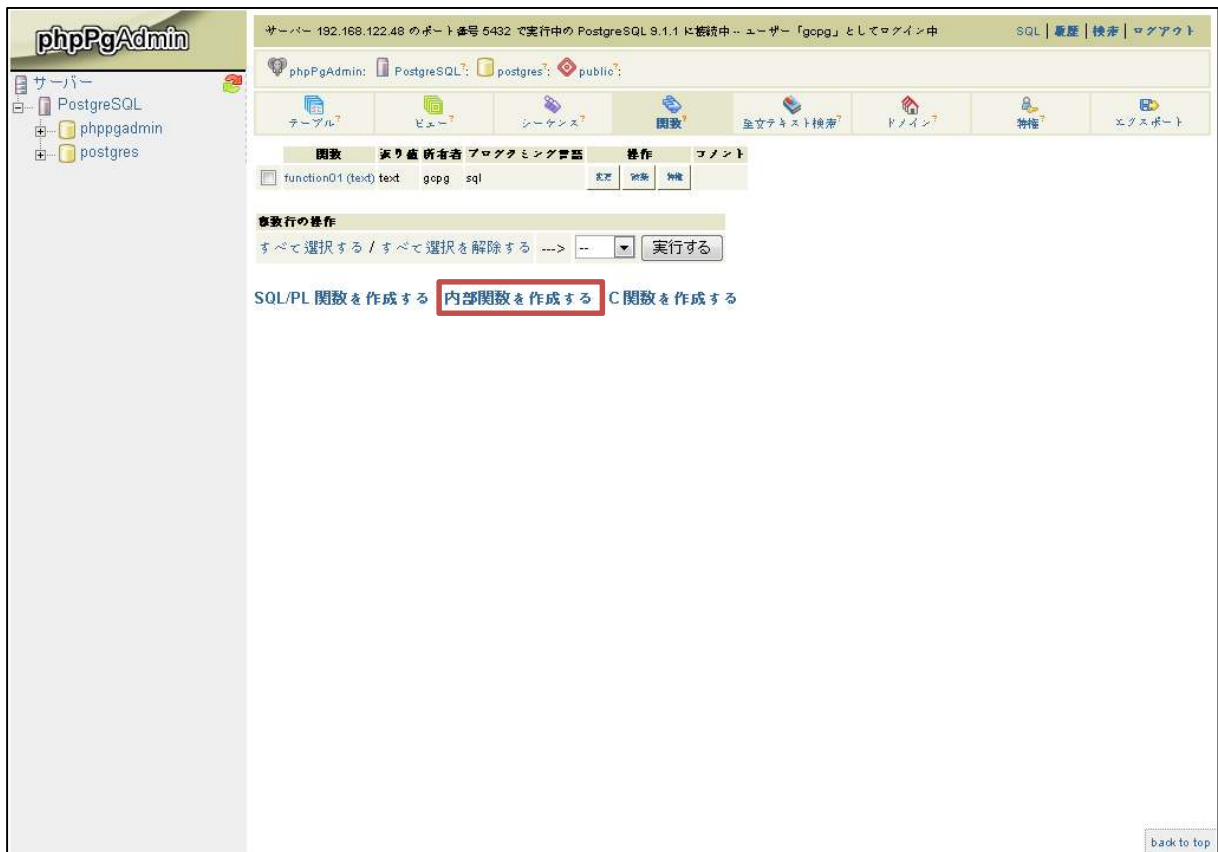 phpPgAdmin
サーバー
PostgreSQL
phppgadmin
postgres
サーバー 192.168.122.48 のポート番号 5432 で実行中の PostgreSQL 9.1.1 に接続中 -- ユーザー「gcpg」としてログイン中
SQL | 履歴 | 検索 | ログアウト
phpPgAdmin: PostgreSQL?: postgres?: public?:
テーブル? ビュー? シーケンス? 関数? 全文テキスト検索? ドメイン? 特権? エクスポート
関数 返り値 所有者 プログラミング言語 操作 コメント
function01 (text) text gcpg sql 変更 破棄 特権
複数行の操作
すべて選択する / すべて選択を解除する ---> -- 実行する
SQL/PL 関数を作成する 内部関数を作成する C 関数を作成する
back to top